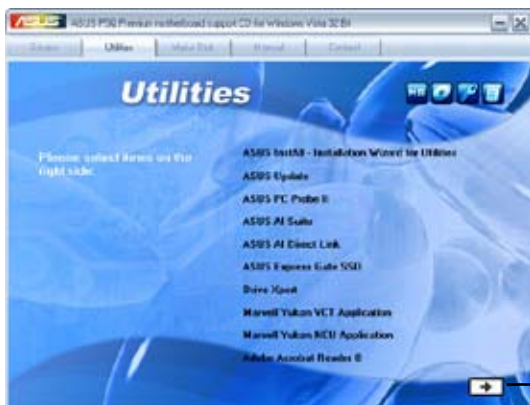 ASUS P5Q Premium motherboard support CD for Windows Vista 32 Bit
Drivers Utilities Make Disk Manual Contact
Utilities
Please select items on the
right side.
ASUS InstAll - Installation Wizard for Utilities
ASUS Update
ASUS PC Probe II
ASUS AI Suite
ASUS AI Direct Link
ASUS Express Gate SSD
Drive Xpert
Marvell Yukon VCT Application
Marvell Yukon NCU Application
Adobe Acrobat Reader 8